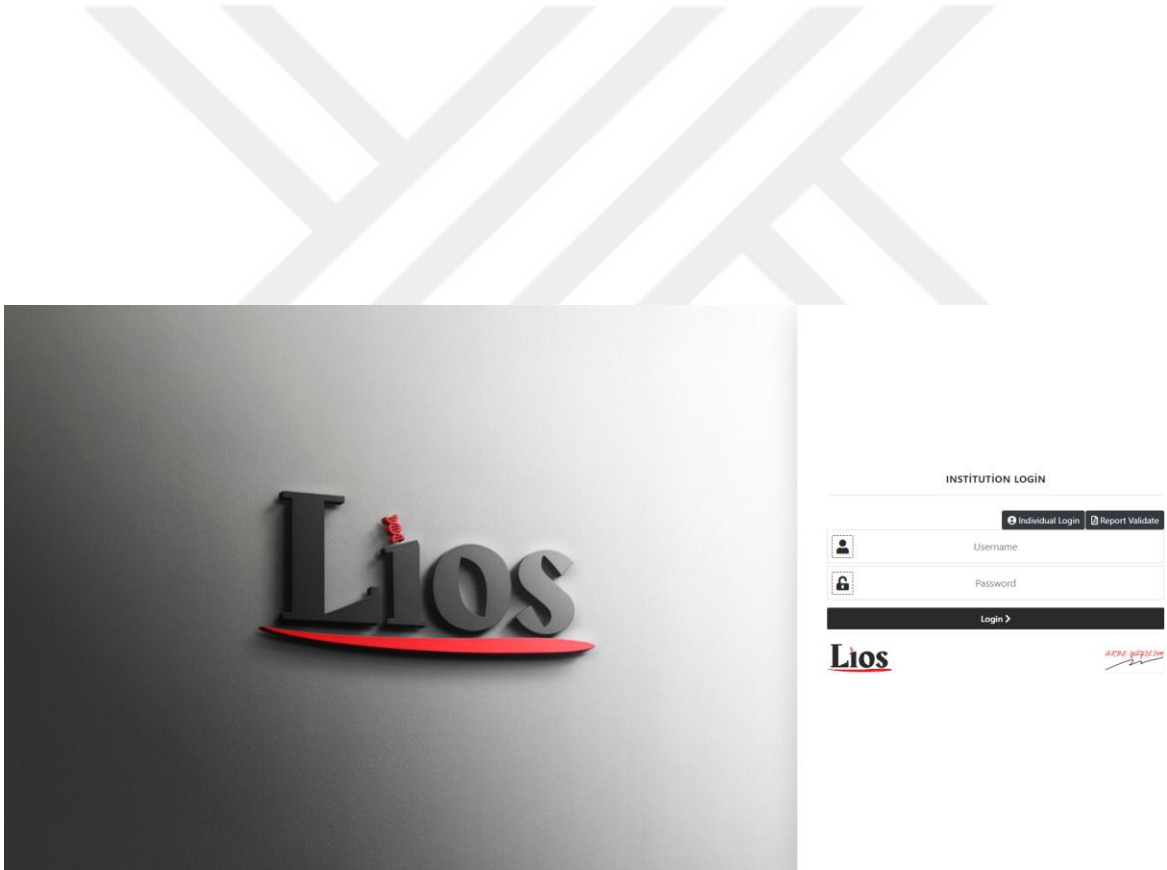 Lios
INSTİTUTİON LOGİN
Individual Login Report Validate
Username
Password
Login
Lios